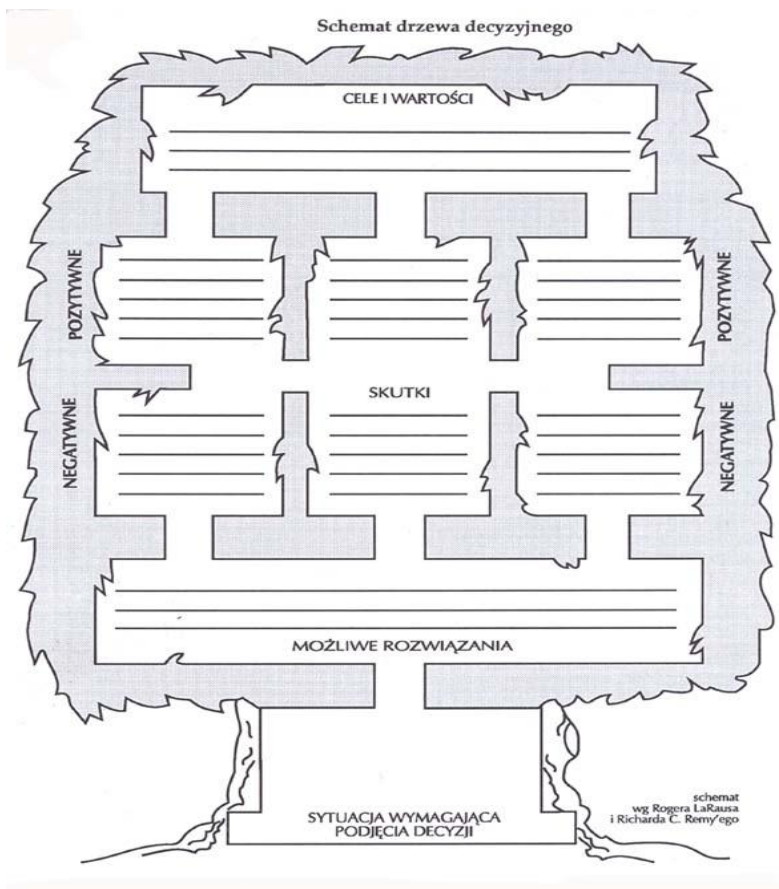 Schemat drzewa decyzyjnego
CELE I WARTOŚCI
POZYTYWNE
POZYTYWNE
SKUTKI
NEGATYWNE
NEGATYWNE
MOŻLIWE ROZWIĄZANIA
SYTUACJA WYMAGAJĄCA
PODJĘCIA DECYZJI
schemat
wg Rogera LaRausa
i Richarda C. Remy'ego